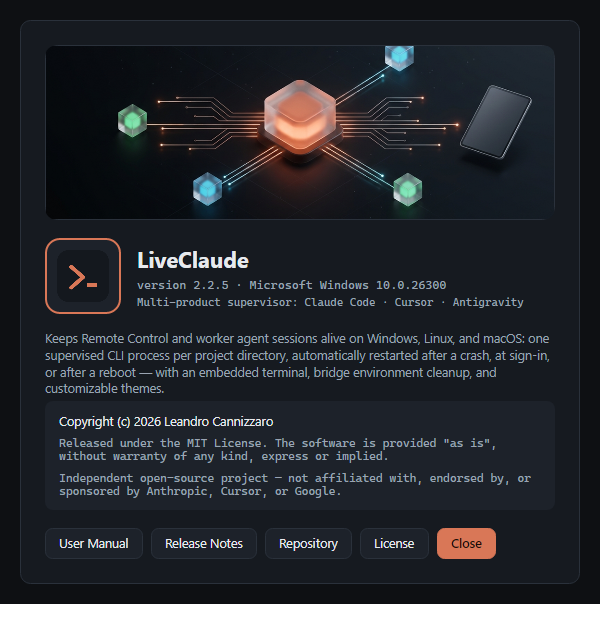 LiveClaude
version 2.2.5 · Microsoft Windows 10.0.26300
Multi-product supervisor: Claude Code · Cursor · Antigravity
Keeps Remote Control and worker agent sessions alive on Windows, Linux, and macOS: one
supervised CLI process per project directory, automatically restarted after a crash, at sign-in,
or after a reboot — with an embedded terminal, bridge environment cleanup, and
customizable themes.
Copyright (c) 2026 Leandro Cannizzaro
Released under the MIT License. The software is provided "as is",
without warranty of any kind, express or implied.
Independent open-source project — not affiliated with, endorsed by, or
sponsored by Anthropic, Cursor, or Google.
User Manual
Release Notes
Repository
License
Close